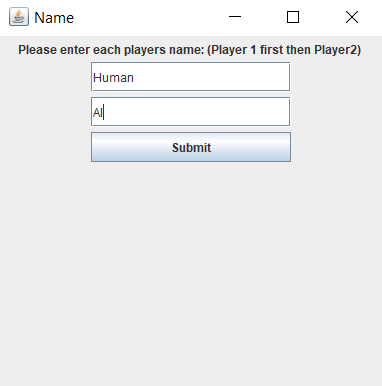 Name
Please enter each players name: (Player 1 first then Player2)
Human
AI
Submit